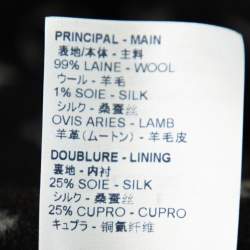 PRINCIPAL - MAIN
表地/本体 - 主料
99% LAINE - WOOL
ウール - 羊毛
1% SOIE - SILK
シルク - 桑蚕丝
OVIS ARIES - LAMB
羊革(ムートン) - 羊毛皮
DOUBLURE - LINING
裏地 - 内衬
25% SOIE - SILK
シルク - 桑蚕丝
25% CUPRO - CUPRO
キュプラ - 铜氨纤维